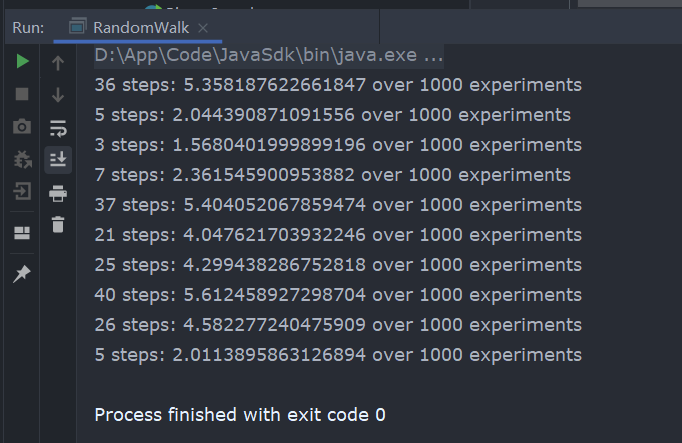 Run: RandomWalk
D:\App\Code\JavaSdk\bin\java.exe ...
36 steps: 5.358187622661847 over 1000 experiments
5 steps: 2.044390871091556 over 1000 experiments
3 steps: 1.5680401999899196 over 1000 experiments
7 steps: 2.361545900953882 over 1000 experiments
37 steps: 5.404052067859474 over 1000 experiments
21 steps: 4.047621703932246 over 1000 experiments
25 steps: 4.299438286752818 over 1000 experiments
40 steps: 5.612458927298704 over 1000 experiments
26 steps: 4.582277240475909 over 1000 experiments
5 steps: 2.0113895863126894 over 1000 experiments
Process finished with exit code 0